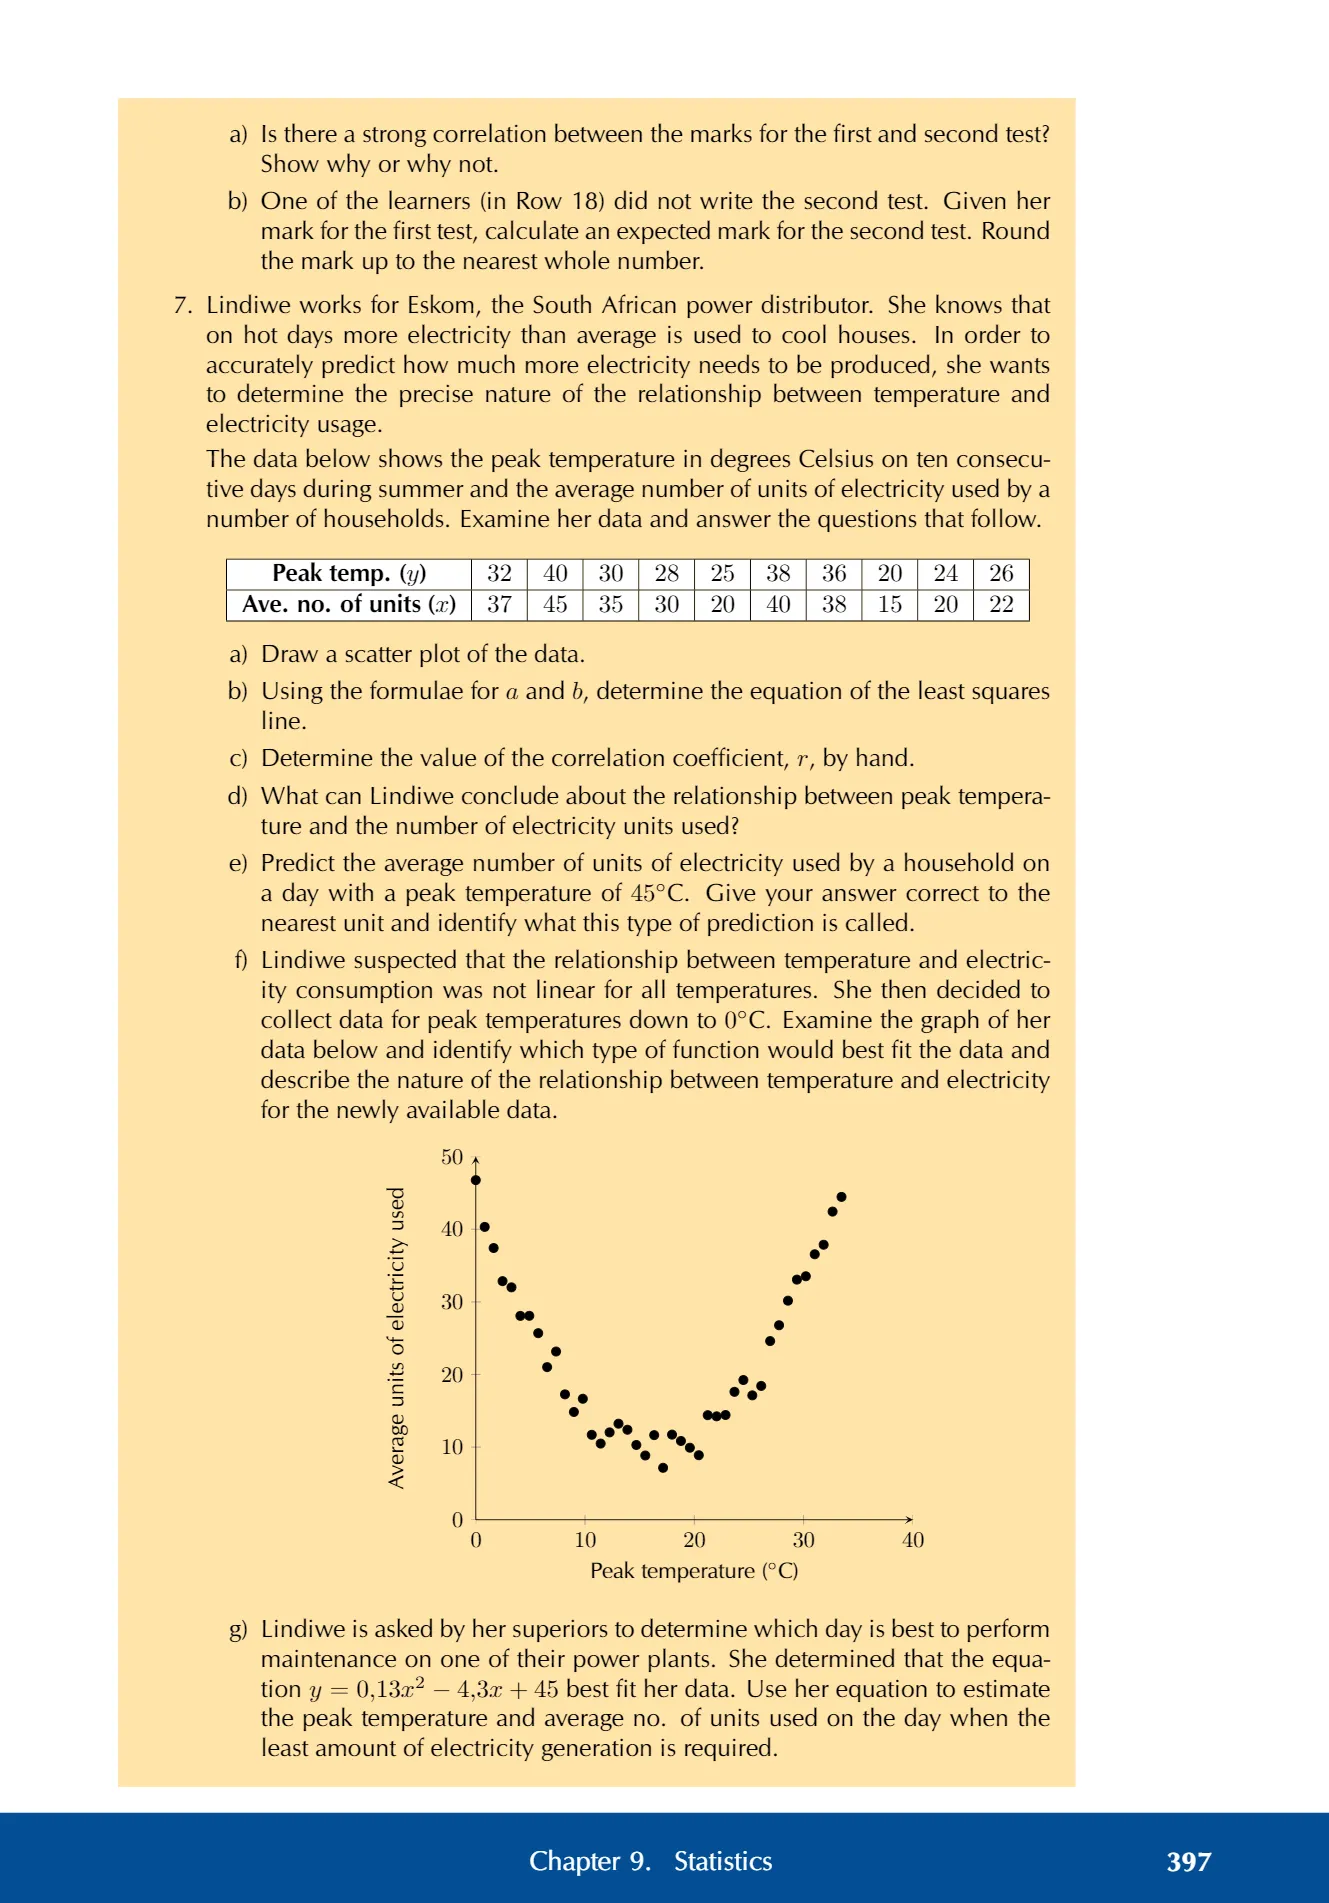 a) Is there a strong correlation between the marks for the first and second test?
Show why or why not.
b) One of the learners (in Row 18) did not write the second test. Given her
mark for the first test, calculate an expected mark for the second test. Round
the mark up to the nearest whole number.
7. Lindiwe works for Eskom, the South African power distributor. She knows that
on hot days more electricity than average is used to cool houses. In order to
accurately predict how much more electricity needs to be produced, she wants
to determine the precise nature of the relationship between temperature and
electricity usage.
The data below shows the peak temperature in degrees Celsius on ten consecu-
tive days during summer and the average number of units of electricity used by a
number of households. Examine her data and answer the questions that follow.
Peak temp. (y) 32 40 30 28 25 38 36 20 24 26
Ave. no. of units (x) 37 45 35 30 20 40 38 15 20 22
a) Draw a scatter plot of the data.
b) Using the formulae for a and b, determine the equation of the least squares
line.
c) Determine the value of the correlation coefficient, r, by hand.
d) What can Lindiwe conclude about the relationship between peak tempera-
ture and the number of electricity units used?
e) Predict the average number of units of electricity used by a household on
a day with a peak temperature of 45°C. Give your answer correct to the
nearest unit and identify what this type of prediction is called.
f) Lindiwe suspected that the relationship between temperature and electric-
ity consumption was not linear for all temperatures. She then decided to
collect data for peak temperatures down to 0°C. Examine the graph of her
data below and identify which type of function would best fit the data and
describe the nature of the relationship between temperature and electricity
for the newly available data.
Average units of electricity used
50
40
30
20
10
0
0 10 20 30 40
Peak temperature (°C)
g) Lindiwe is asked by her superiors to determine which day is best to perform
maintenance on one of their power plants. She determined that the equa-
tion y = 0,13x² − 4,3x + 45 best fit her data. Use her equation to estimate
the peak temperature and average no. of units used on the day when the
least amount of electricity generation is required.
Chapter 9. Statistics 397